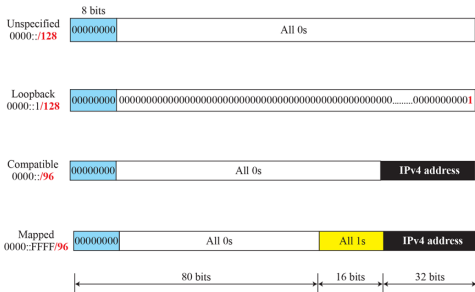 8 bits
Unspecified
0000::/128
00000000 All 0s
Loopback
0000::1/128
00000000 000000000000000000000000000000000000000000000000000.........00000000001
Compatible
0000::/96
00000000 All 0s IPv4 address
Mapped
0000::FFFF/96
00000000 All 0s All 1s IPv4 address
80 bits 16 bits 32 bits